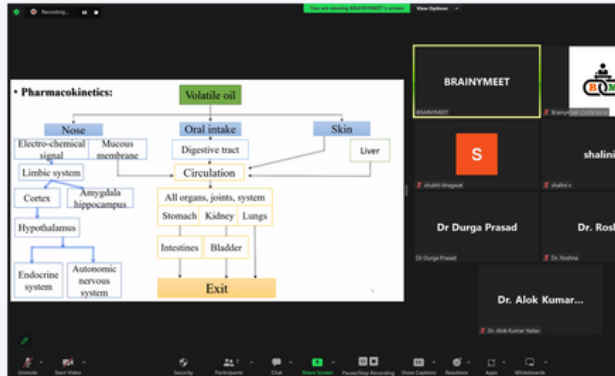 Recording...
You are viewing BRAINYMEET's screen
View Options
• Pharmacokinetics:
Volatile oil
Nose
Oral intake
Skin
Electro-chemical
signal
Mucous
membrane
Digestive tract
Liver
Limbic system
Circulation
Cortex
Amygdala
hippocampus
All organs, joints, system
Stomach
Kidney
Lungs
Hypothalamus
Intestines
Bladder
Endocrine
system
Autonomic
nervous
system
Exit
BRAINYMEET
BRAINYMEET
B M
Brainymeet Conference
S
shubhi bhagwat
shalini
shalini c
Dr Durga Prasad
Dr Durga Prasad
Dr. Rosh
Dr. Roshna
Dr. Alok Kumar...
Dr. Alok Kumar Yadav
Unmute
Start Video
Security
Participants
7
Chat
Share Screen
Pause/Stop Recording
Show Captions
Reactions
Apps
Whiteboards